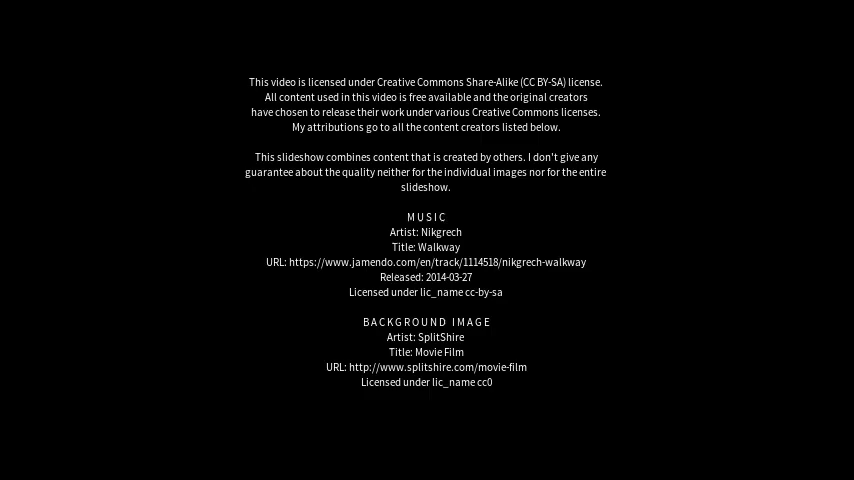 This video is licensed under Creative Commons Share-Alike (CC BY-SA) license.
All content used in this video is free available and the original creators
have chosen to release their work under various Creative Commons licenses.
My attributions go to all the content creators listed below.
This slideshow combines content that is created by others. I don't give any
guarantee about the quality neither for the individual images nor for the entire
slideshow.
MUSIC
Artist: Nikgrech
Title: Walkway
URL: https://www.jamendo.com/en/track/1114518/nikgrech-walkway
Released: 2014-03-27
Licensed under lic_name cc-by-sa
BACKGROUND IMAGE
Artist: SplitShire
Title: Movie Film
URL: http://www.splitshire.com/movie-film
Licensed under lic_name cc0